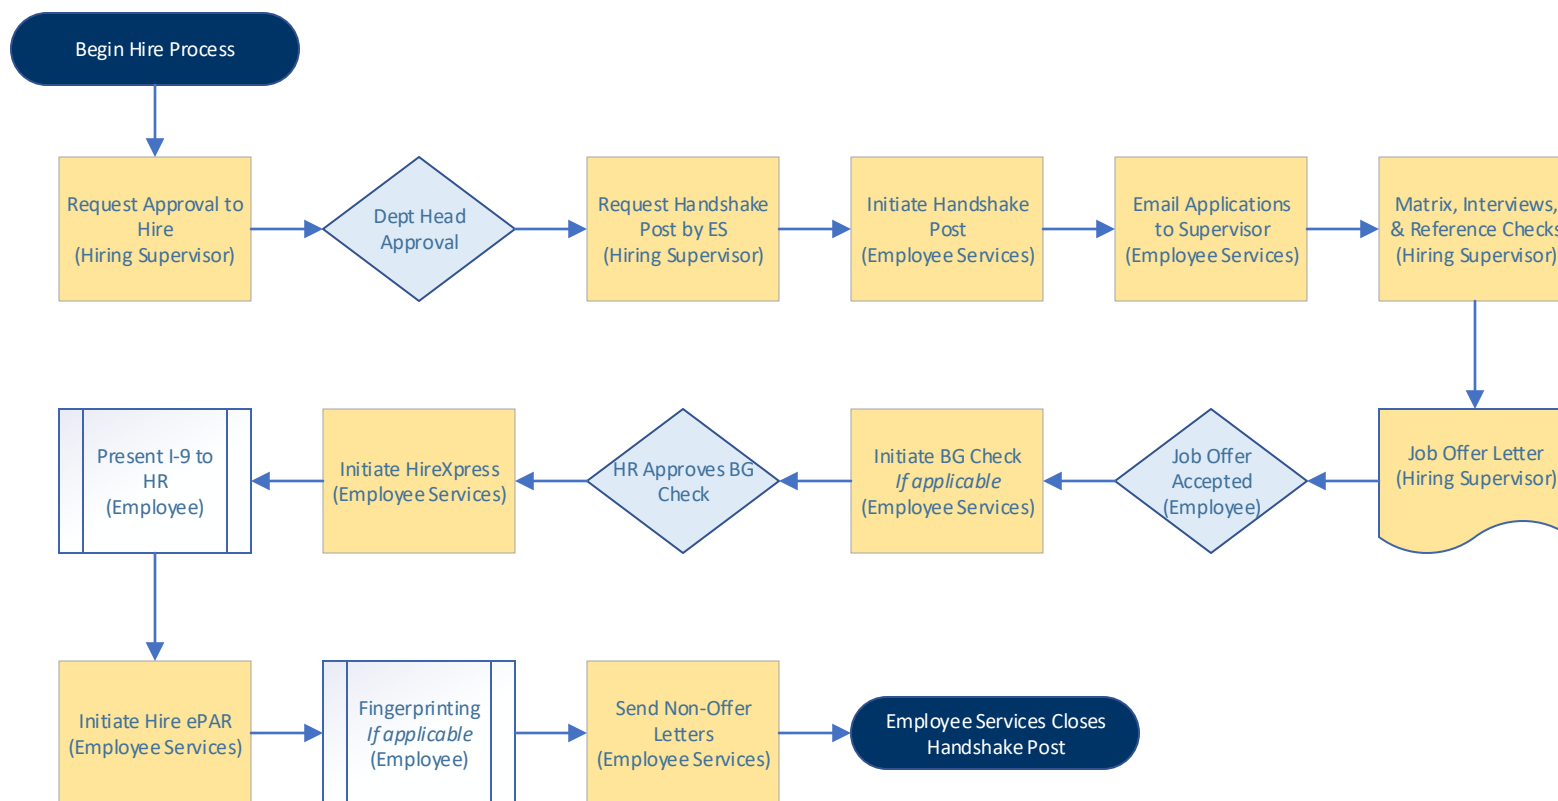 Begin Hire Process
Request Approval to
Hire
(Hiring Supervisor)
Dept Head
Approval
Request Handshake
Post by ES
(Hiring Supervisor)
Initiate Handshake
Post
(Employee Services)
Email Applications
to Supervisor
(Employee Services)
Matrix, Interviews,
& Reference Checks
(Hiring Supervisor)
Job Offer Letter
(Hiring Supervisor)
Job Offer
Accepted
(Employee)
Initiate BG Check
If applicable
(Employee Services)
HR Approves BG
Check
Initiate HireXpress
(Employee Services)
Present I-9 to
HR
(Employee)
Initiate Hire ePAR
(Employee Services)
Fingerprinting
If applicable
(Employee)
Send Non-Offer
Letters
(Employee Services)
Employee Services Closes
Handshake Post